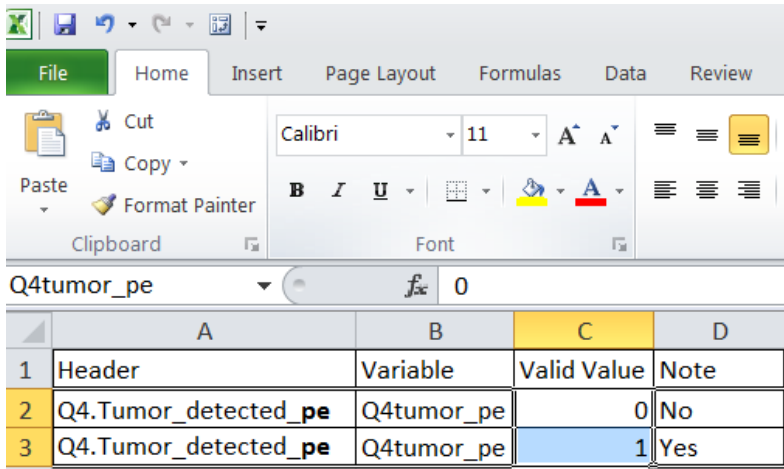 File Home Insert Page Layout Formulas Data Review
Cut
Copy
Format Painter
Paste
Calibri 11 A A
B I U A
Clipboard Font
Q4tumor_pe fx 0
A B C D
1 Header Variable Valid Value Note
2 Q4.Tumor_detected_pe Q4tumor_pe 0 No
3 Q4.Tumor_detected_pe Q4tumor_pe 1 Yes